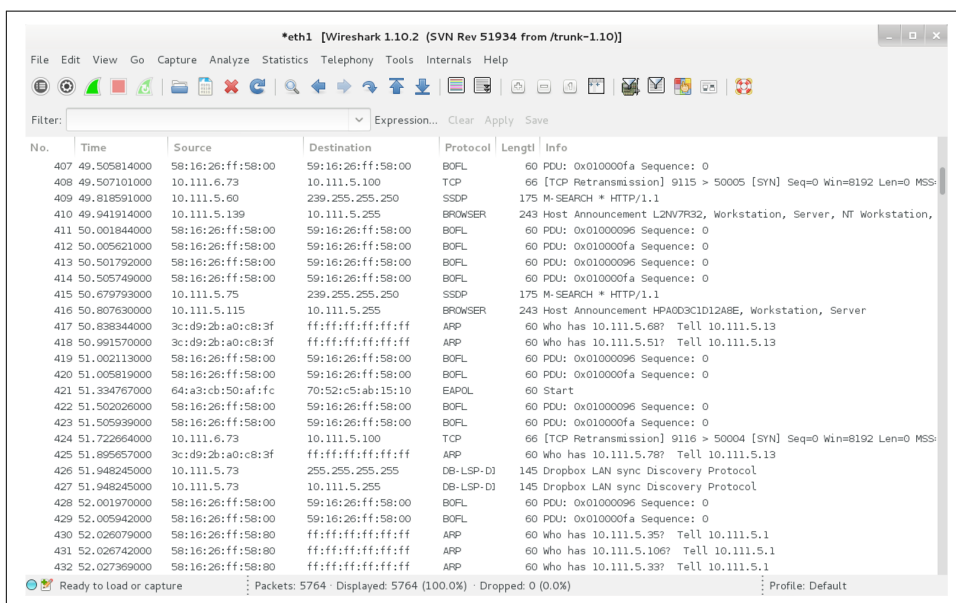 *eth1 [Wireshark 1.10.2 (SVN Rev 51934 from /trunk-1.10)]
File Edit View Go Capture Analyze Statistics Telephony Tools Internals Help
Filter: Expression... Clear Apply Save
No. Time Source Destination Protocol Lengtl Info
407 49.505814000 58:16:26:ff:58:00 59:16:26:ff:58:00 BOFL 60 PDU: 0x010000fa Sequence: 0
408 49.507101000 10.111.6.73 10.111.5.100 TCP 66 [TCP Retransmission] 9115 > 50005 [SYN] Seq=0 Win=8192 Len=0 MSS=
409 49.818591000 10.111.5.60 239.255.255.250 SSDP 175 M-SEARCH * HTTP/1.1
410 49.941914000 10.111.5.139 10.111.5.255 BROWSER 243 Host Announcement L2NV7R32, Workstation, Server, NT Workstation,
411 50.001844000 58:16:26:ff:58:00 59:16:26:ff:58:00 BOFL 60 PDU: 0x01000096 Sequence: 0
412 50.005621000 58:16:26:ff:58:00 59:16:26:ff:58:00 BOFL 60 PDU: 0x010000fa Sequence: 0
413 50.501792000 58:16:26:ff:58:00 59:16:26:ff:58:00 BOFL 60 PDU: 0x01000096 Sequence: 0
414 50.505749000 58:16:26:ff:58:00 59:16:26:ff:58:00 BOFL 60 PDU: 0x010000fa Sequence: 0
415 50.679793000 10.111.5.75 239.255.255.250 SSDP 175 M-SEARCH * HTTP/1.1
416 50.807630000 10.111.5.115 10.111.5.255 BROWSER 243 Host Announcement HPA0D3C1D12A8E, Workstation, Server
417 50.838344000 3c:d9:2b:a0:c8:3f ff:ff:ff:ff:ff:ff ARP 60 Who has 10.111.5.68? Tell 10.111.5.13
418 50.991570000 3c:d9:2b:a0:c8:3f ff:ff:ff:ff:ff:ff ARP 60 Who has 10.111.5.51? Tell 10.111.5.13
419 51.002113000 58:16:26:ff:58:00 59:16:26:ff:58:00 BOFL 60 PDU: 0x01000096 Sequence: 0
420 51.005819000 58:16:26:ff:58:00 59:16:26:ff:58:00 BOFL 60 PDU: 0x010000fa Sequence: 0
421 51.334767000 64:a3:cb:50:af:fc 70:52:c5:ab:15:10 EAPOL 60 Start
422 51.502026000 58:16:26:ff:58:00 59:16:26:ff:58:00 BOFL 60 PDU: 0x01000096 Sequence: 0
423 51.505939000 58:16:26:ff:58:00 59:16:26:ff:58:00 BOFL 60 PDU: 0x010000fa Sequence: 0
424 51.722664000 10.111.6.73 10.111.5.100 TCP 66 [TCP Retransmission] 9116 > 50004 [SYN] Seq=0 Win=8192 Len=0 MSS=
425 51.895657000 3c:d9:2b:a0:c8:3f ff:ff:ff:ff:ff:ff ARP 60 Who has 10.111.5.78? Tell 10.111.5.13
426 51.948245000 10.111.5.73 255.255.255.255 DB-LSP-DI 145 Dropbox LAN sync Discovery Protocol
427 51.948245000 10.111.5.73 10.111.5.255 DB-LSP-DI 145 Dropbox LAN sync Discovery Protocol
428 52.001970000 58:16:26:ff:58:00 59:16:26:ff:58:00 BOFL 60 PDU: 0x01000096 Sequence: 0
429 52.005942000 58:16:26:ff:58:00 59:16:26:ff:58:00 BOFL 60 PDU: 0x010000fa Sequence: 0
430 52.026079000 58:16:26:ff:58:80 ff:ff:ff:ff:ff:ff ARP 60 Who has 10.111.5.35? Tell 10.111.5.1
431 52.026742000 58:16:26:ff:58:80 ff:ff:ff:ff:ff:ff ARP 60 Who has 10.111.5.106? Tell 10.111.5.1
432 52.027369000 58:16:26:ff:58:80 ff:ff:ff:ff:ff:ff ARP 60 Who has 10.111.5.33? Tell 10.111.5.1
Ready to load or capture Packets: 5764 · Displayed: 5764 (100.0%) · Dropped: 0 (0.0%) Profile: Default